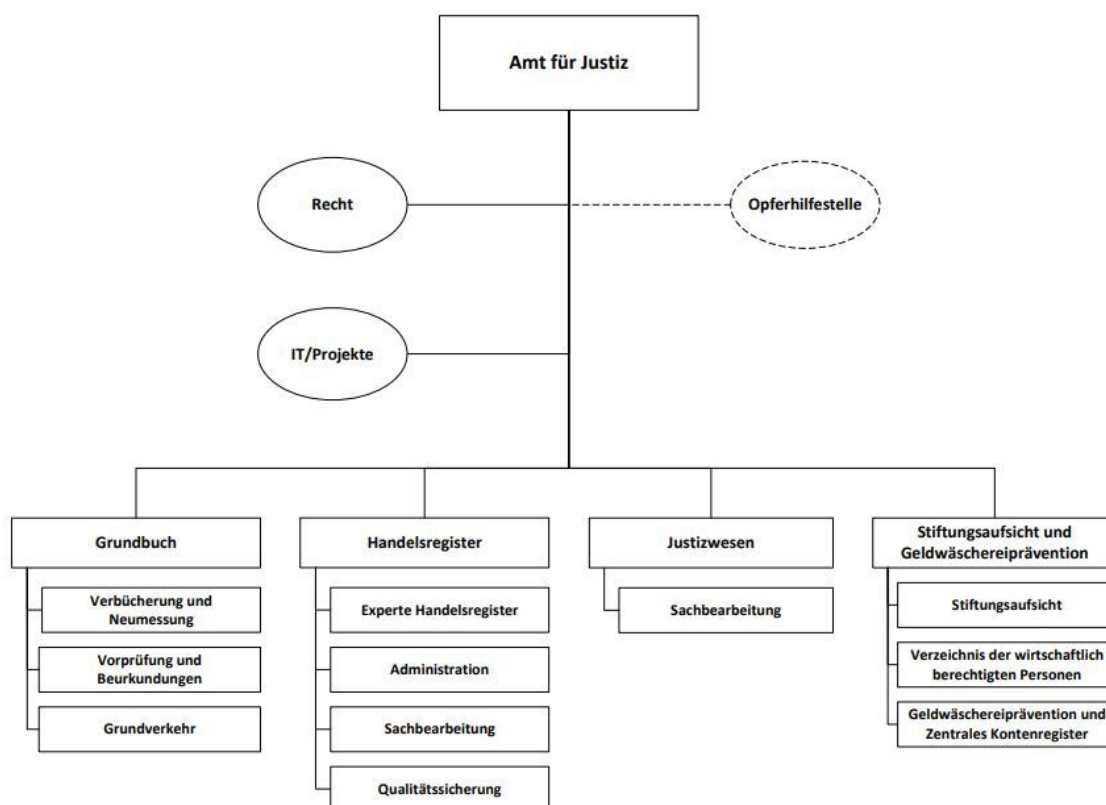 Amt für Justiz
Recht
Opferhilfestelle
IT/Projekte
Grundbuch
Verbücherung und
Neumessung
Vorprüfung und
Beurkundungen
Grundverkehr
Handelsregister
Experte Handelsregister
Administration
Sachbearbeitung
Qualitätssicherung
Justizwesen
Sachbearbeitung
Stiftungsaufsicht und
Geldwäschereiprävention
Stiftungsaufsicht
Verzeichnis der wirtschaftlich
berechtigten Personen
Geldwäschereiprävention und
Zentrales Kontenregister